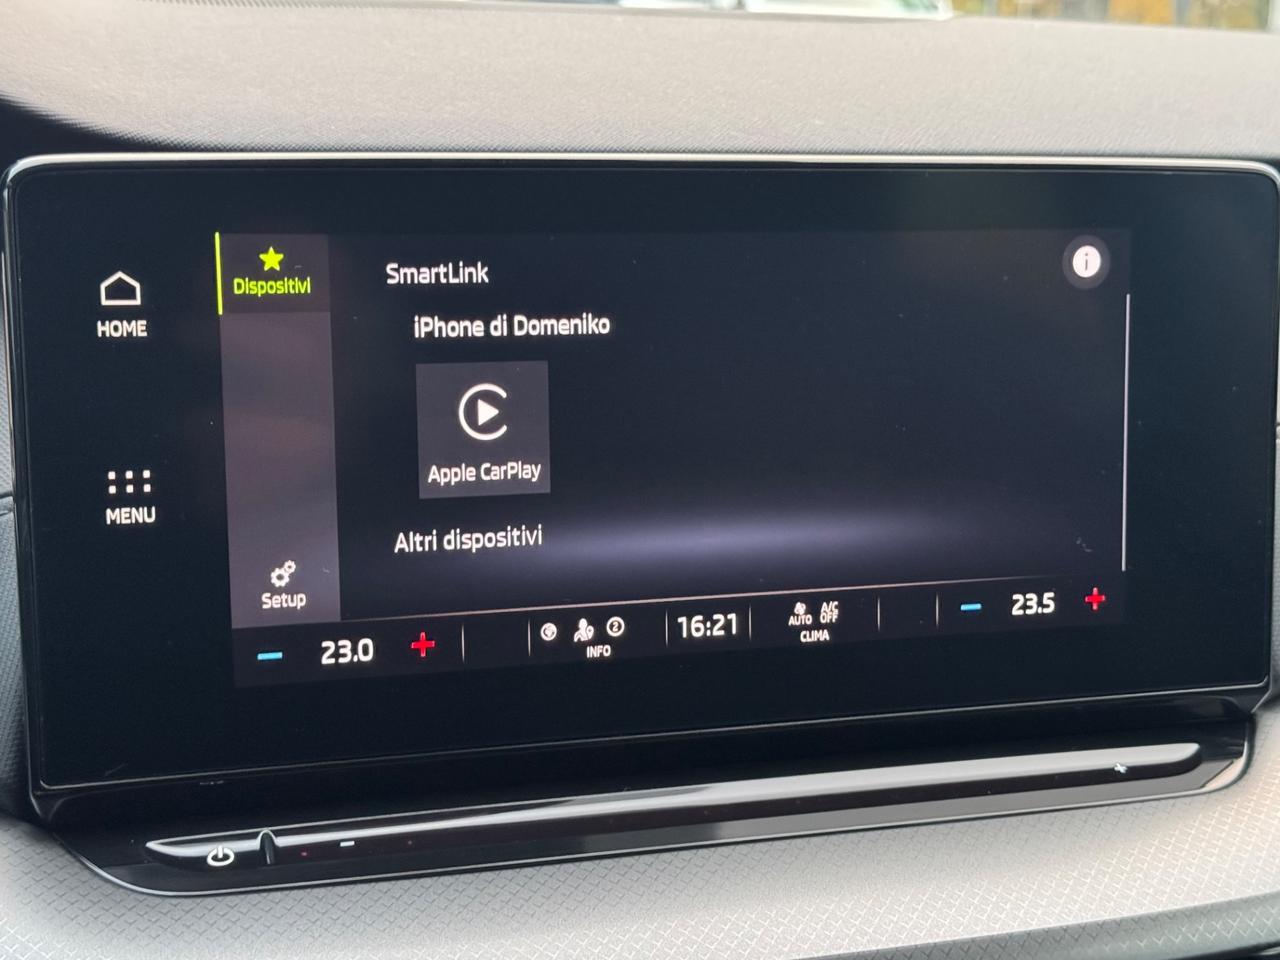 HOME
MENU
Dispositivi
Setup
SmartLink
i
iPhone di Domeniko
Apple CarPlay
Altri dispositivi
23.0
2
INFO
16:21
AUTO A/C OFF
CLIMA
23.5